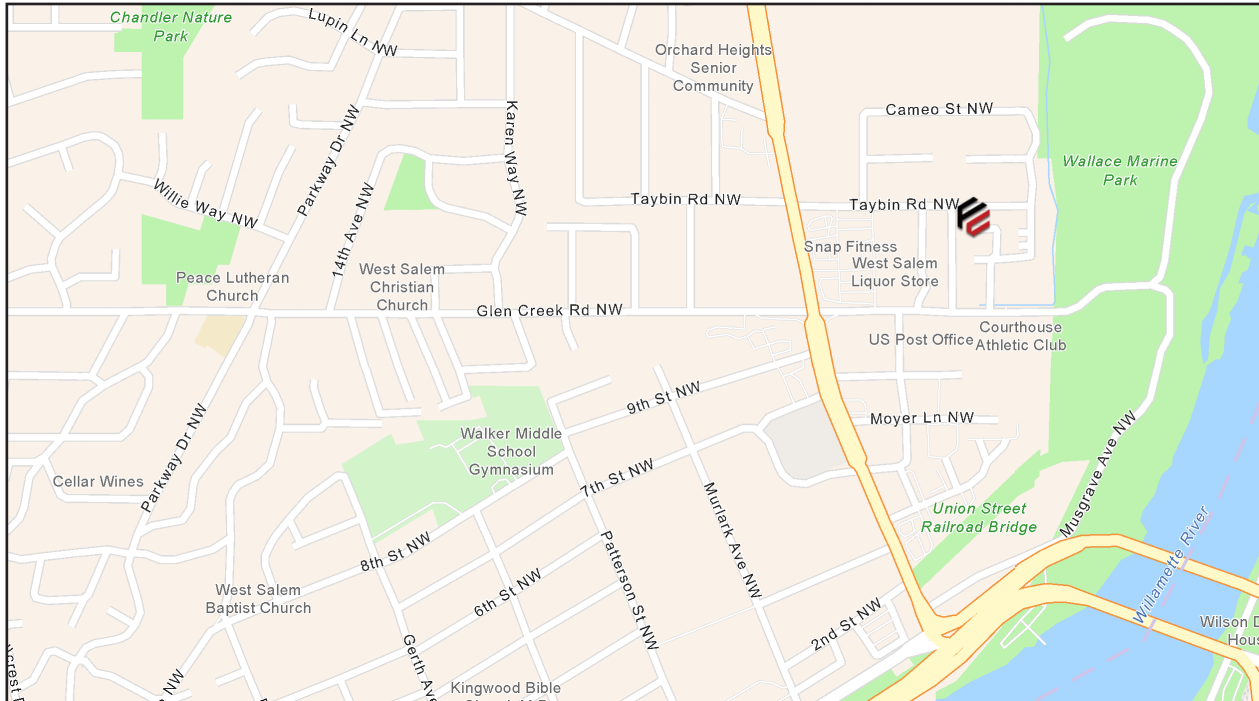 Chandler Nature
Park
Lupin Ln NW
Orchard Heights
Senior
Community
Cameo St NW
Karen Way NW
Parkway Dr NW
Wallace Marine
Park
Willie Way NW
14th Ave NW
Taybin Rd NW
Taybin Rd NW
Snap Fitness
West Salem
Liquor Store
Peace Lutheran
Church
West Salem
Christian
Church
Glen Creek Rd NW
US Post Office
Courthouse
Athletic Club
9th St NW
Moyer Ln NW
Walker Middle
School
Gymnasium
Parkway Dr NW
Cellar Wines
7th St NW
Murlark Ave NW
Musgrave Ave NW
Union Street
Railroad Bridge
8th St NW
Patterson St NW
Willamette River
West Salem
Baptist Church
6th St NW
2nd St NW
Wilson D
Hous
Gerth Ave
NW
Kingwood Bible